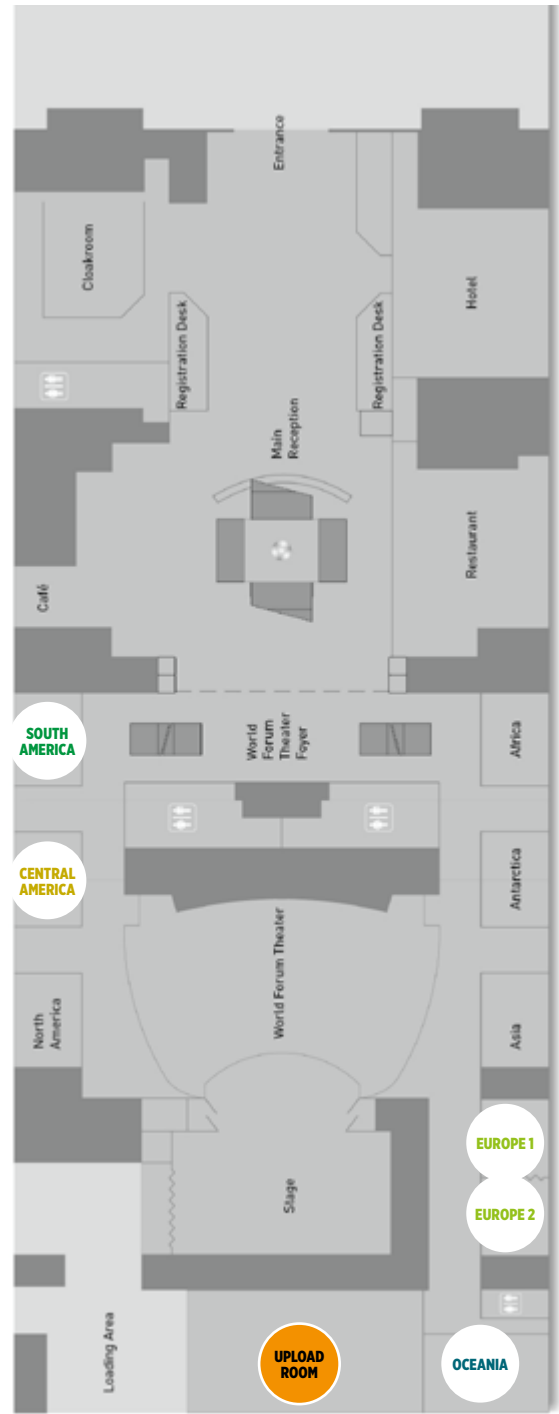 Entrance
Cloakroom
Registration Desk
Registration Desk
Hotel
Main
Reception
Restaurant
Café
SOUTH
AMERICA
World
Forum
Theater
Foyer
Africa
CENTRAL
AMERICA
Antarctica
World Forum Theater
North
America
Asia
EUROPE 1
Stage
EUROPE 2
Loading Area
UPLOAD
ROOM
OCEANIA